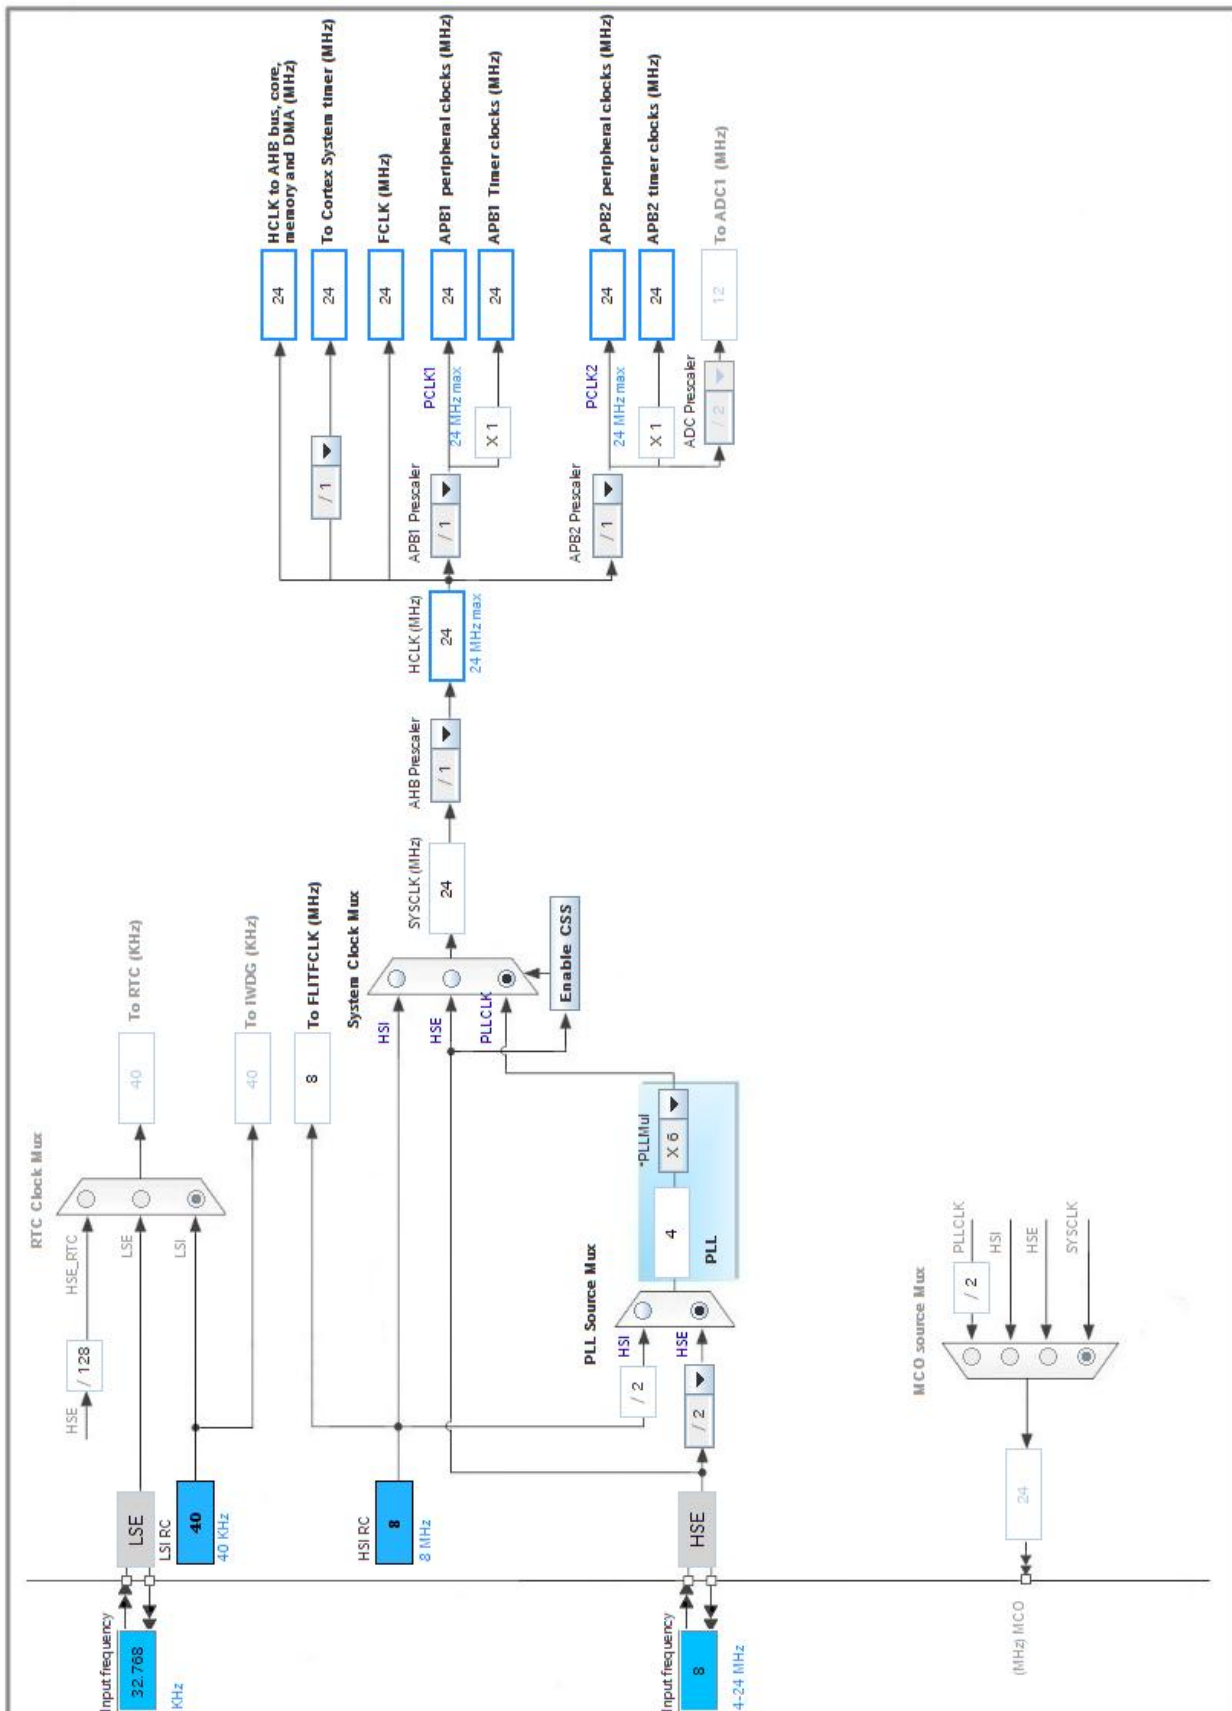 RTC Clock Mux
HSE
/ 128
HSE_RTC
LSE
LSI
40
To RTC (KHz)
Input frequency
32.768
KHz
LSE
LSI RC
40
40 KHz
40
To IWDG (KHz)
8
To FLITFCLK (MHz)
HSI RC
8
8 MHz
System Clock Mux
HSI
HSE
PLLCLK
Enable CSS
SYSCLK (MHz)
24
AHB Prescaler
/ 1
HCLK (MHz)
24
24 MHz max
24
HCLK to AHB bus, core,
memory and DMA (MHz)
/ 1
24
To Cortex System timer (MHz)
24
FCLK (MHz)
APB1 Prescaler
/ 1
PCLK1
24 MHz max
24
APB1 peripheral clocks (MHz)
X 1
24
APB1 Timer clocks (MHz)
APB2 Prescaler
/ 1
PCLK2
24 MHz max
24
APB2 peripheral clocks (MHz)
X 1
24
APB2 timer clocks (MHz)
ADC Prescaler
/ 2
12
To ADC1 (MHz)
PLL Source Mux
HSI
/ 2
HSE
/ 2
4
*PLLMul
X 6
PLL
Input frequency
8
4-24 MHz
HSE
MCO source Mux
/ 2
PLLCLK
HSI
HSE
SYSCLK
24
(MHz) MCO